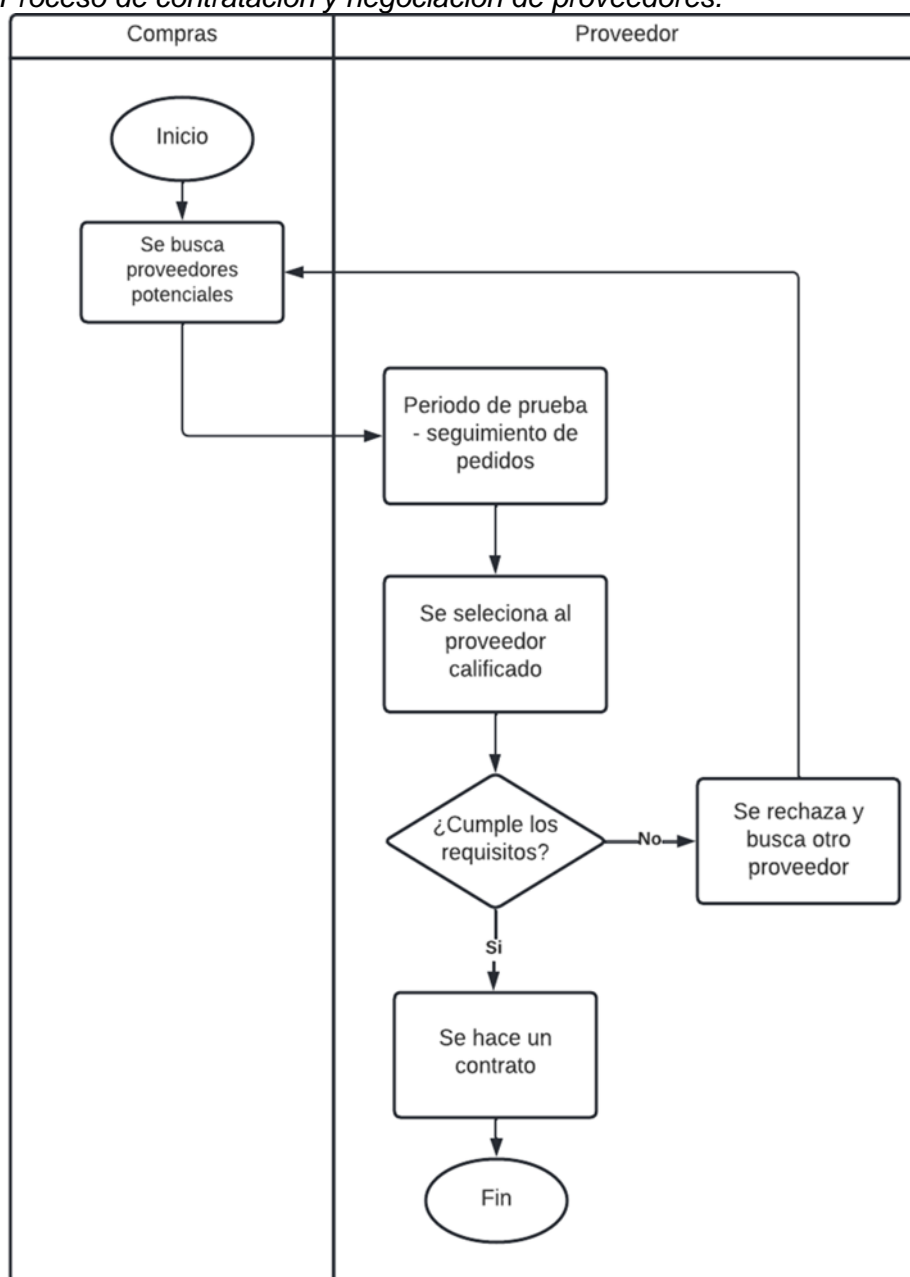 Proceso de contratación y negociación de proveedores.
Compras
Proveedor
Inicio
Se busca
proveedores
potenciales
Periodo de prueba
- seguimiento de
pedidos
Se seleciona al
proveedor
calificado
¿Cumple los
requisitos?
No
Se rechaza y
busca otro
proveedor
Si
Se hace un
contrato
Fin